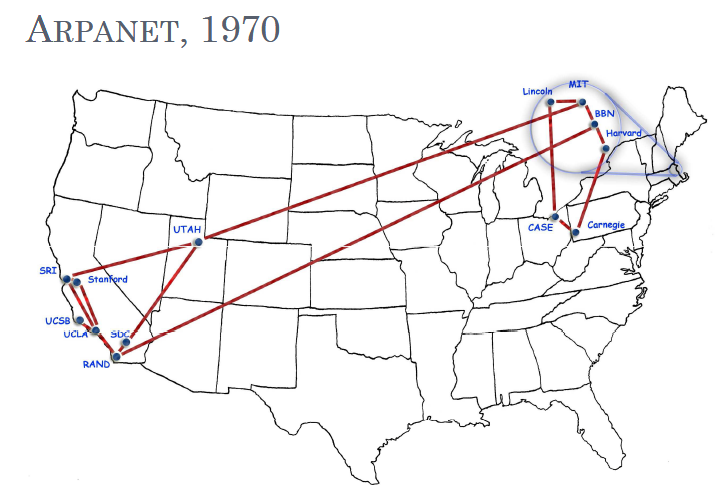 ARPANET, 1970
MIT
Lincoln
BBN
Harvard
CASE
Carnegie
UTAH
SRI
Stanford
UCSB
UCLA
SDC
RAND